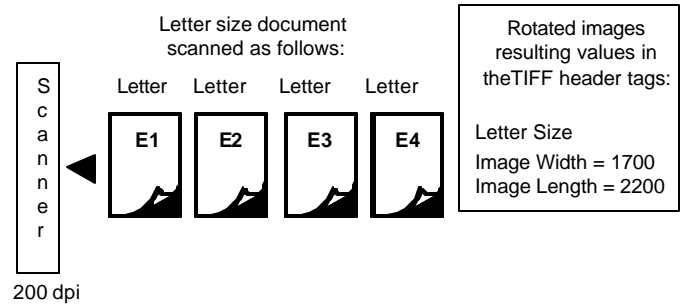 Letter size document
scanned as follows:
Scanner
Letter Letter Letter Letter
E1 E2 E3 E4
200 dpi
Rotated images
resulting values in
theTIFF header tags:
Letter Size
Image Width = 1700
Image Length = 2200